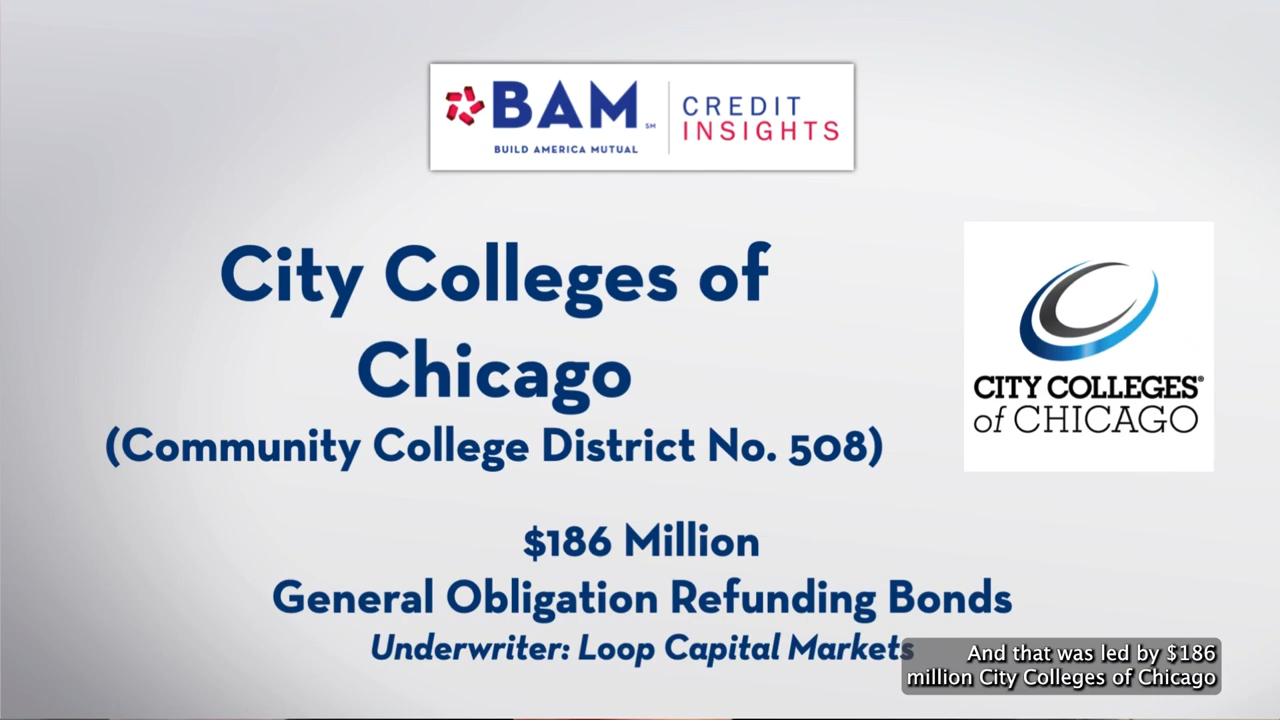 BAM SM
BUILD AMERICA MUTUAL
CREDIT
INSIGHTS
City Colleges of
Chicago
(Community College District No. 508)
CITY COLLEGES®
of CHICAGO
$186 Million
General Obligation Refunding Bonds
Underwriter: Loop Capital Markets
And that was led by $186
million City Colleges of Chicago